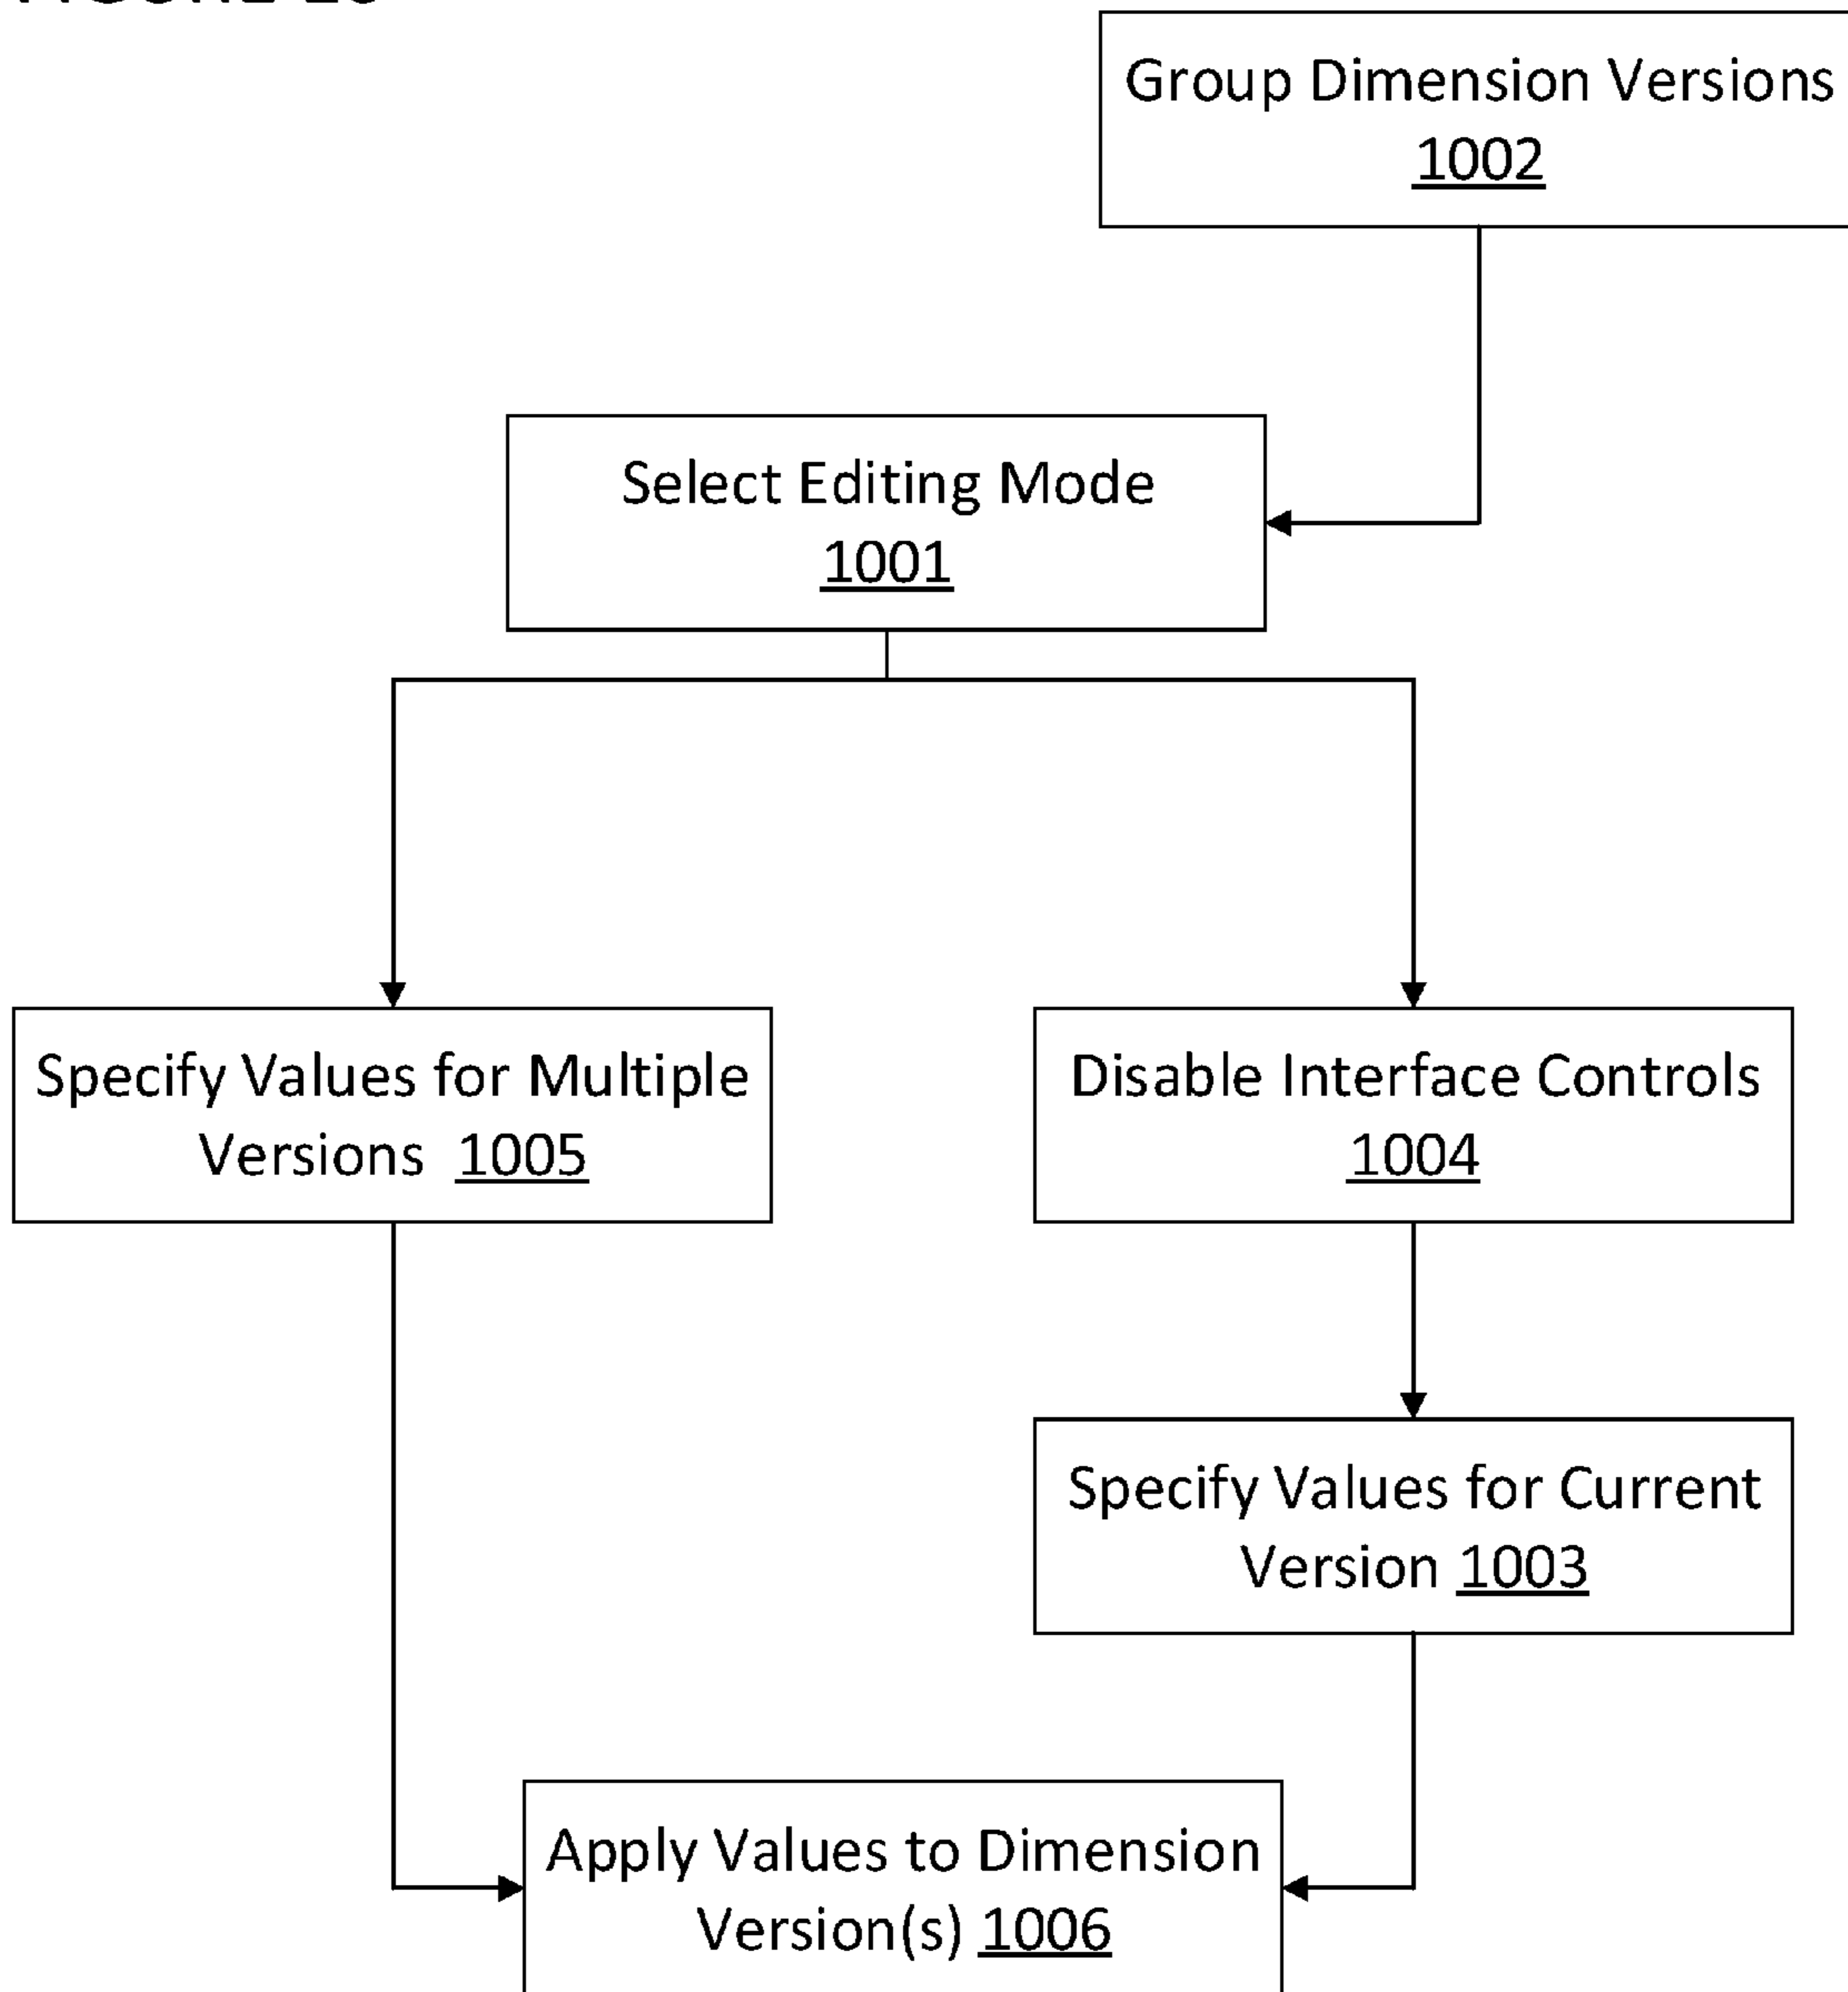 Group Dimension Versions
1002
Select Editing Mode
1001
Specify Values for Multiple
Versions 1005
Disable Interface Controls
1004
Specify Values for Current
Version 1003
Apply Values to Dimension
Version(s) 1006